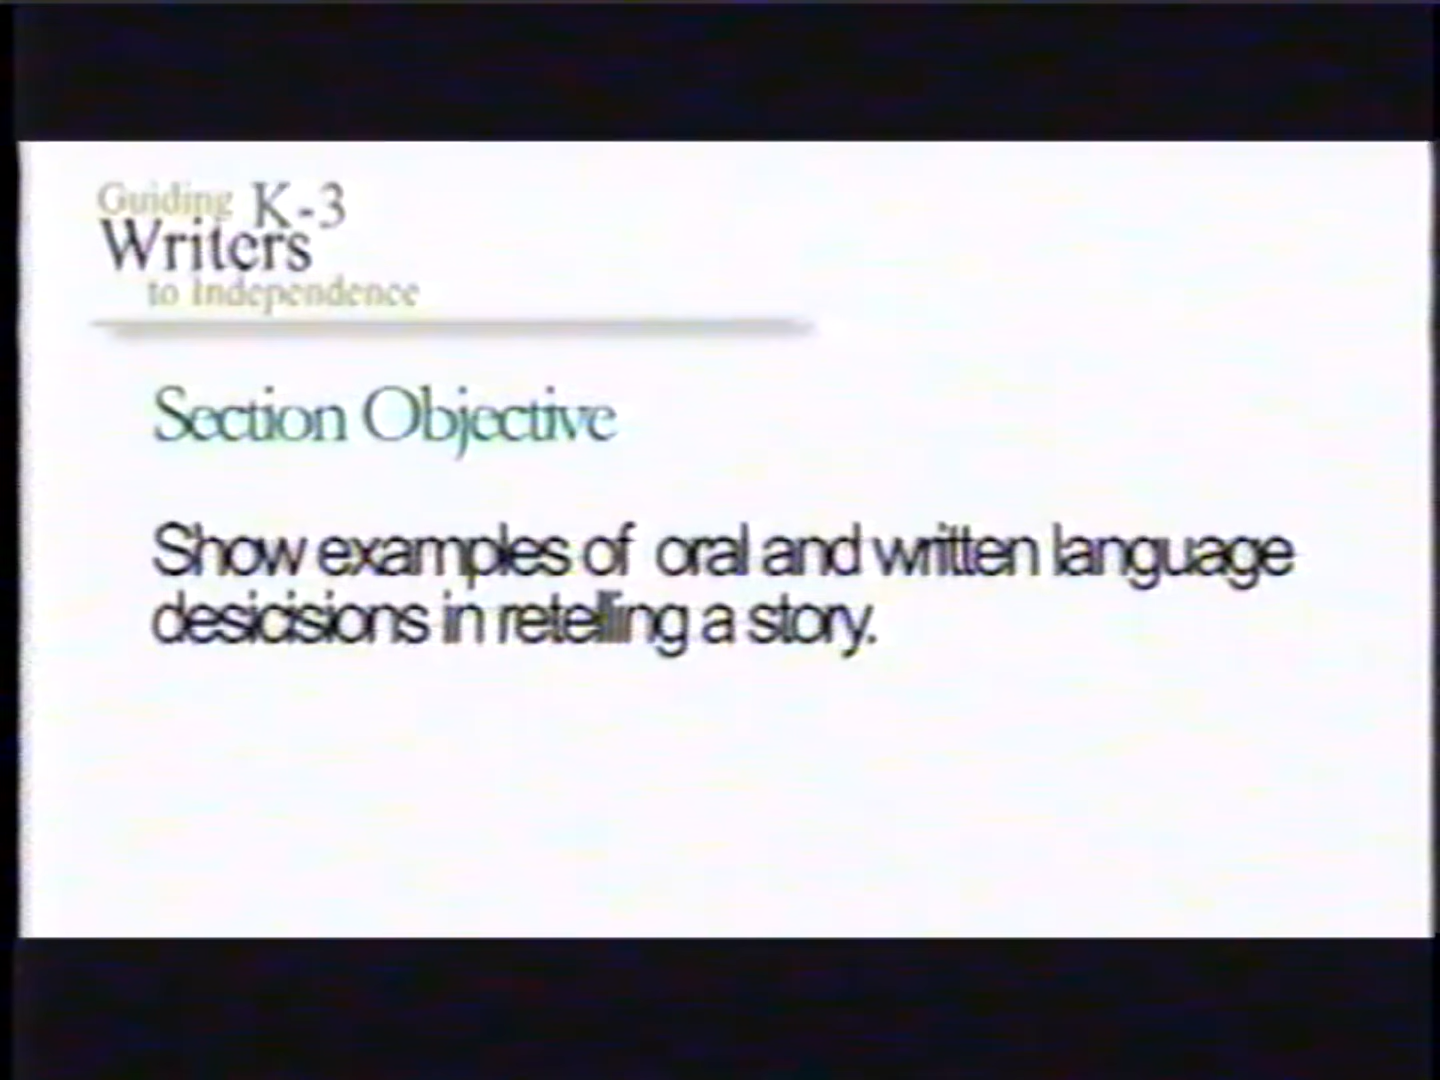 Guiding K-3
Writers
to Independence
Section Objective
Show examples of oral and written language
desicisions in retelling a story.